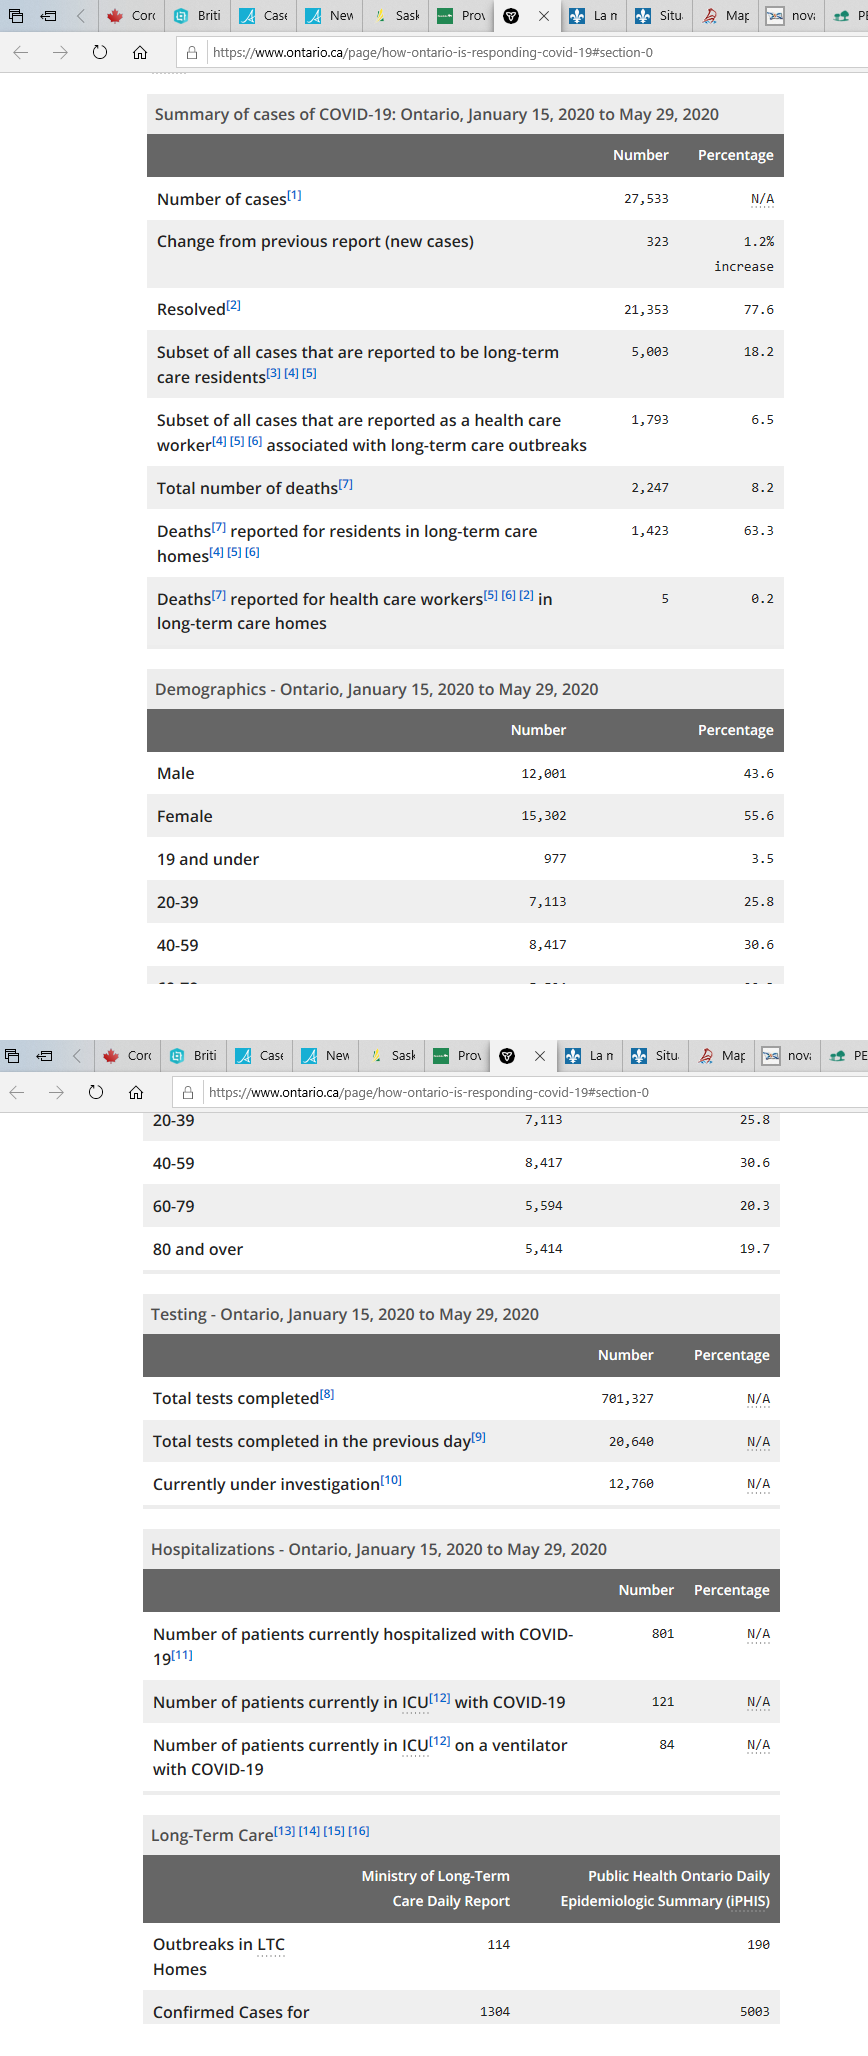 Corc Briti Case New Sask Prov La m Situ Map nova PE
https://www.ontario.ca/page/how-ontario-is-responding-covid-19#section-0
Summary of cases of COVID-19: Ontario, January 15, 2020 to May 29, 2020
Number Percentage
Number of cases[1] 27,533 N/A
Change from previous report (new cases) 323 1.2%
increase
Resolved[2] 21,353 77.6
Subset of all cases that are reported to be long-term 5,003 18.2
care residents[3] [4] [5]
Subset of all cases that are reported as a health care 1,793 6.5
worker[4] [5] [6] associated with long-term care outbreaks
Total number of deaths[7] 2,247 8.2
Deaths[7] reported for residents in long-term care 1,423 63.3
homes[4] [5] [6]
Deaths[7] reported for health care workers[5] [6] [2] in 5 0.2
long-term care homes
Demographics - Ontario, January 15, 2020 to May 29, 2020
Number Percentage
Male 12,001 43.6
Female 15,302 55.6
19 and under 977 3.5
20-39 7,113 25.8
40-59 8,417 30.6
Corc Briti Case New Sask Prov La m Situ Map nova PE
https://www.ontario.ca/page/how-ontario-is-responding-covid-19#section-0
20-39 7,113 25.8
40-59 8,417 30.6
60-79 5,594 20.3
80 and over 5,414 19.7
Testing - Ontario, January 15, 2020 to May 29, 2020
Number Percentage
Total tests completed[8] 701,327 N/A
Total tests completed in the previous day[9] 20,640 N/A
Currently under investigation[10] 12,760 N/A
Hospitalizations - Ontario, January 15, 2020 to May 29, 2020
Number Percentage
Number of patients currently hospitalized with COVID- 801 N/A
19[11]
Number of patients currently in ICU[12] with COVID-19 121 N/A
Number of patients currently in ICU[12] on a ventilator 84 N/A
with COVID-19
Long-Term Care[13] [14] [15] [16]
Ministry of Long-Term Public Health Ontario Daily
Care Daily Report Epidemiologic Summary (iPHIS)
Outbreaks in LTC 114 190
Homes
Confirmed Cases for 1304 5003